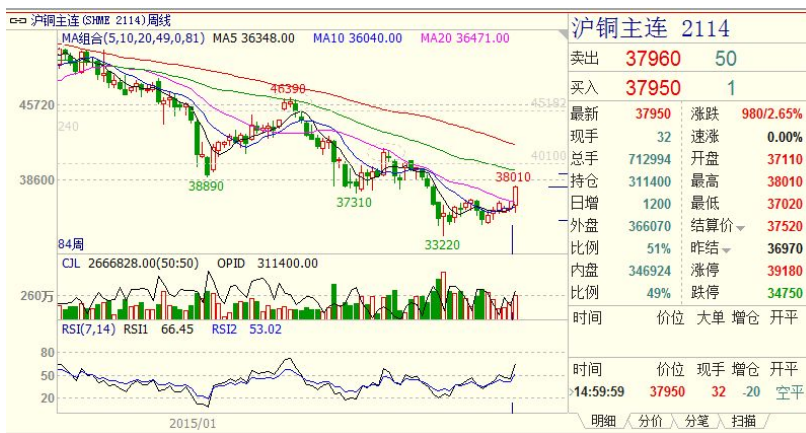 沪铜主连(SHME 2114)周线
MA组合(5,10,20,49,0,81) MA5 36348.00 MA10 36040.00 MA20 36471.00
46390
45720
45182
240
40100
38600
38890
38010
37310
33220
84周
CJL 2666828.00(50:50) OPID 311400.00
260万
RSI(7,14) RSI1 66.45 RSI2 53.02
80
50
20
2015/01
沪铜主连 2114
卖出 37960 50
买入 37950 1
最新 37950 涨跌 980/2.65%
现手 32 速涨 0.00%
总手 712994 开盘 37110
持仓 311400 最高 38010
日增 1200 最低 37020
外盘 366070 结算价 37520
比例 51% 昨结 36970
内盘 346924 涨停 39180
比例 49% 跌停 34750
时间 价位 大单 增仓 开平
时间 价位 现手 增仓 开平
14:59:59 37950 32 -20 空平
明细 分价 分笔 扫描